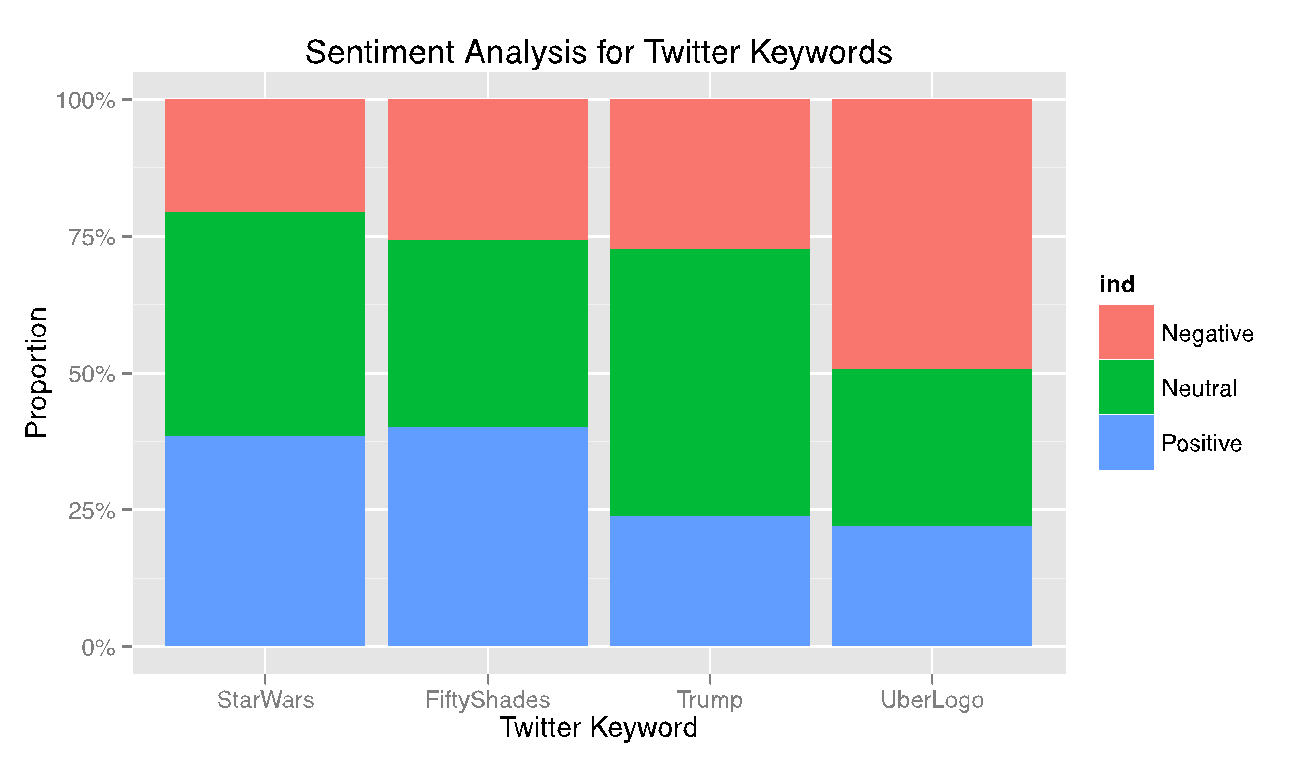 Sentiment Analysis for Twitter Keywords
100%
75%
50%
25%
0%
Proportion
StarWars FiftyShades Trump UberLogo
Twitter Keyword
ind
Negative
Neutral
Positive